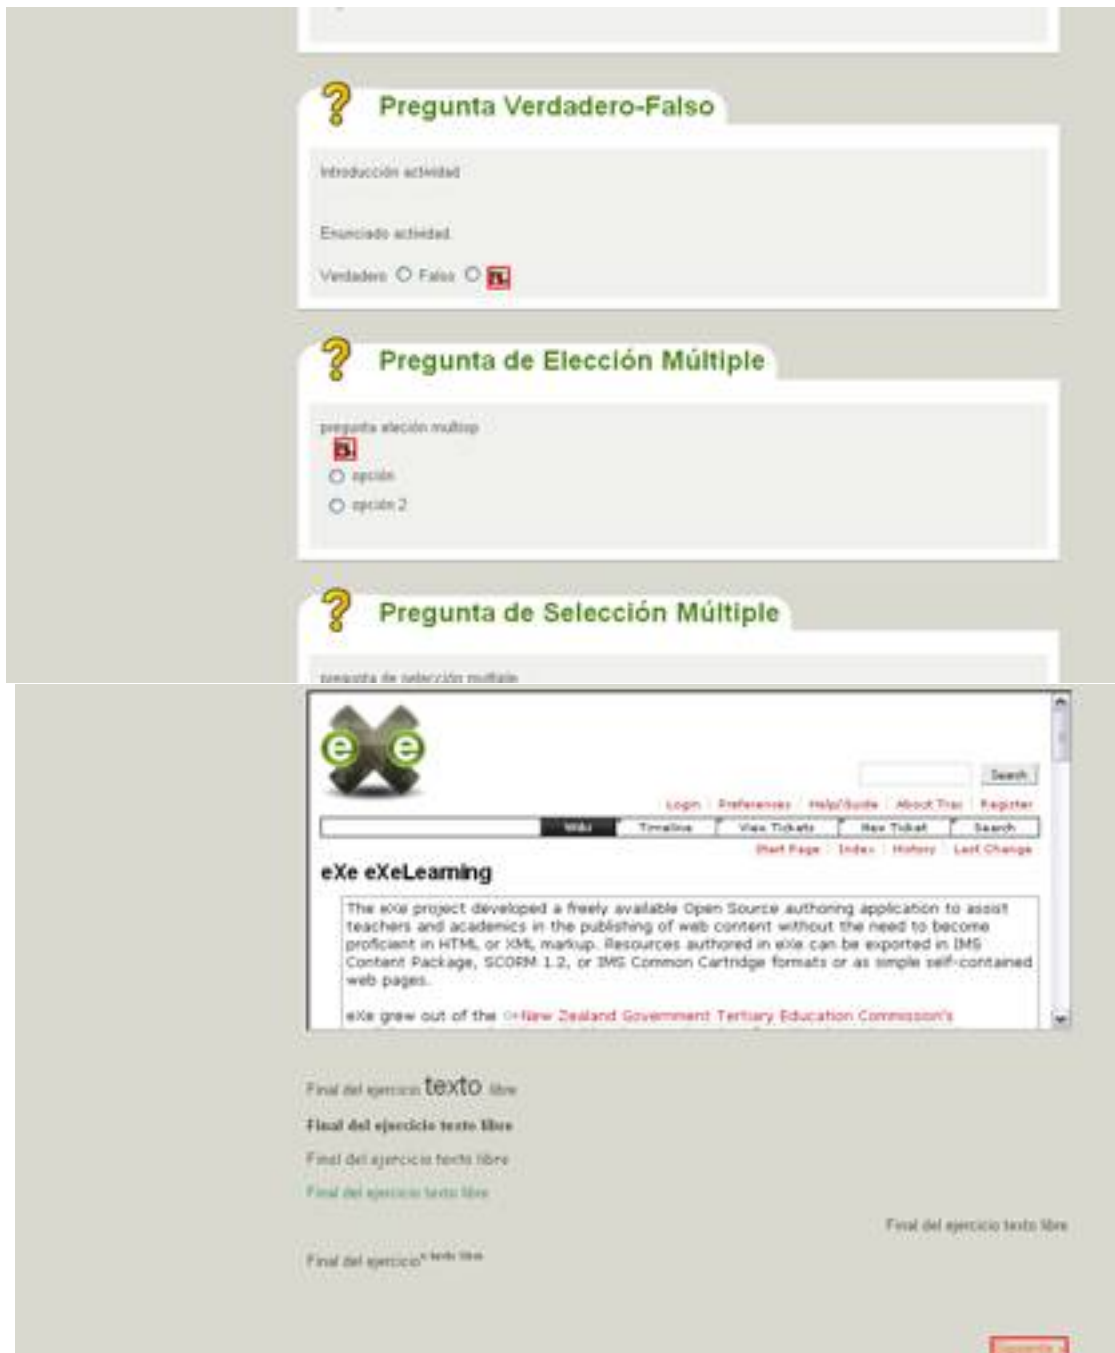 Pregunta Verdadero-Falso
Introducción actividad
Enunciado actividad.
Verdadero Falso
Pregunta de Elección Múltiple
pregunta eleción multisp
opción
opción 2
Pregunta de Selección Múltiple
pregunta de selección multiple
e e
Search
Login Preferences Help/Guide About Trac Register
Wiki Timeline View Tickets New Ticket Search
Start Page Index History Last Change
eXe eXeLearning
The eXe project developed a freely available Open Source authoring application to assist
teachers and academics in the publishing of web content without the need to become
proficient in HTML or XML markup. Resources authored in eXe can be exported in IMS
Content Package, SCORM 1.2, or IMS Common Cartridge formats or as simple self-contained
web pages.
eXe grew out of the New Zealand Government Tertiary Education Commission's
Final del ejercicio texto libre
Final del ejercicio texto libre
Final del ejercicio texto libre
Final del ejercicio texto libre
Final del ejercicio texto libre
Final del ejercicio texto libre